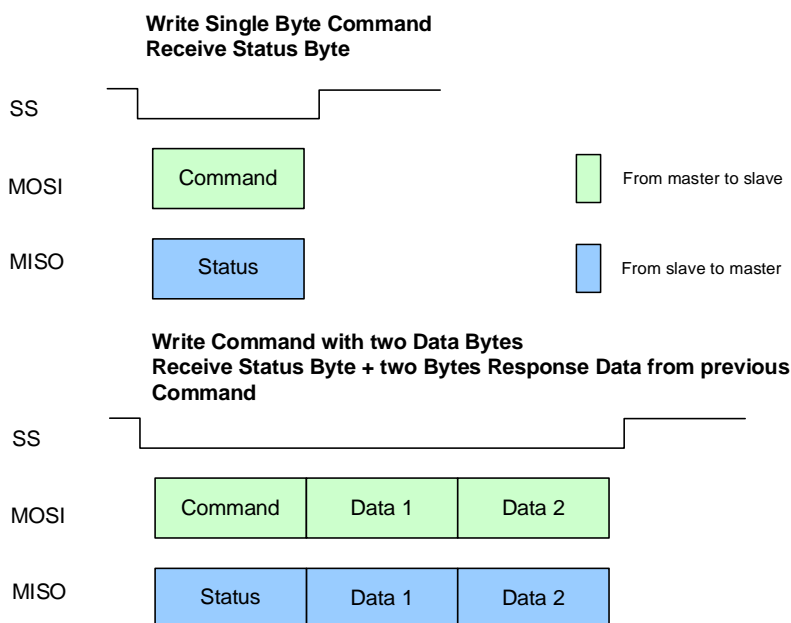 Write Single Byte Command
Receive Status Byte
SS
MOSI
Command
From master to slave
MISO
Status
From slave to master
Write Command with two Data Bytes
Receive Status Byte + two Bytes Response Data from previous
Command
SS
MOSI
Command
Data 1
Data 2
MISO
Status
Data 1
Data 2